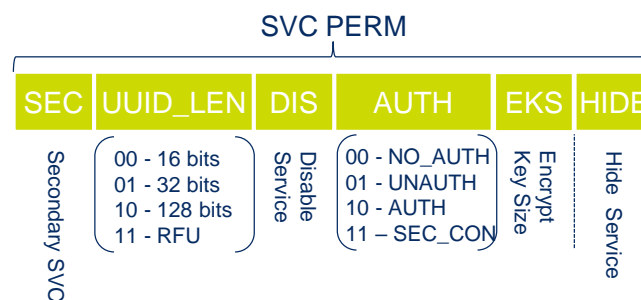 SVC PERM
SEC UUID_LEN DIS AUTH EKS HIDE
Secondary SVC
00 - 16 bits
01 - 32 bits
10 - 128 bits
11 - RFU
Disable
Service
00 - NO_AUTH
01 - UNAUTH
10 - AUTH
11 – SEC_CON
Encrypt
Key Size
Hide Service